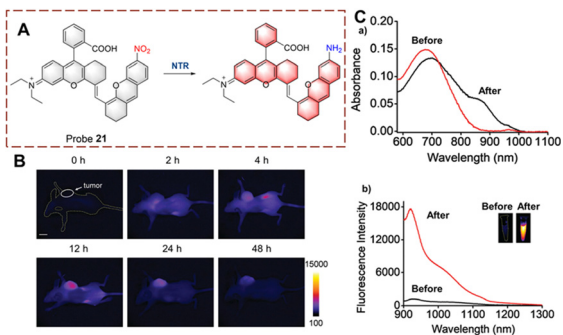 A
COOH
NO₂
O
O
N+
Probe 21
NTR
COOH
NH₂
O
O
N+
B
0 h
2 h
4 h
tumor
12 h
24 h
48 h
15000
100
C
a)
Absorbance
0.20
0.15
0.10
0.05
0.00
Before
After
600 700 800 900 1000
Wavelength (nm)
b)
Fluorescence Intensity
18000
12000
6000
0
After
Before
Before After
900 1000 1100 1200 1300
Wavelength (nm)